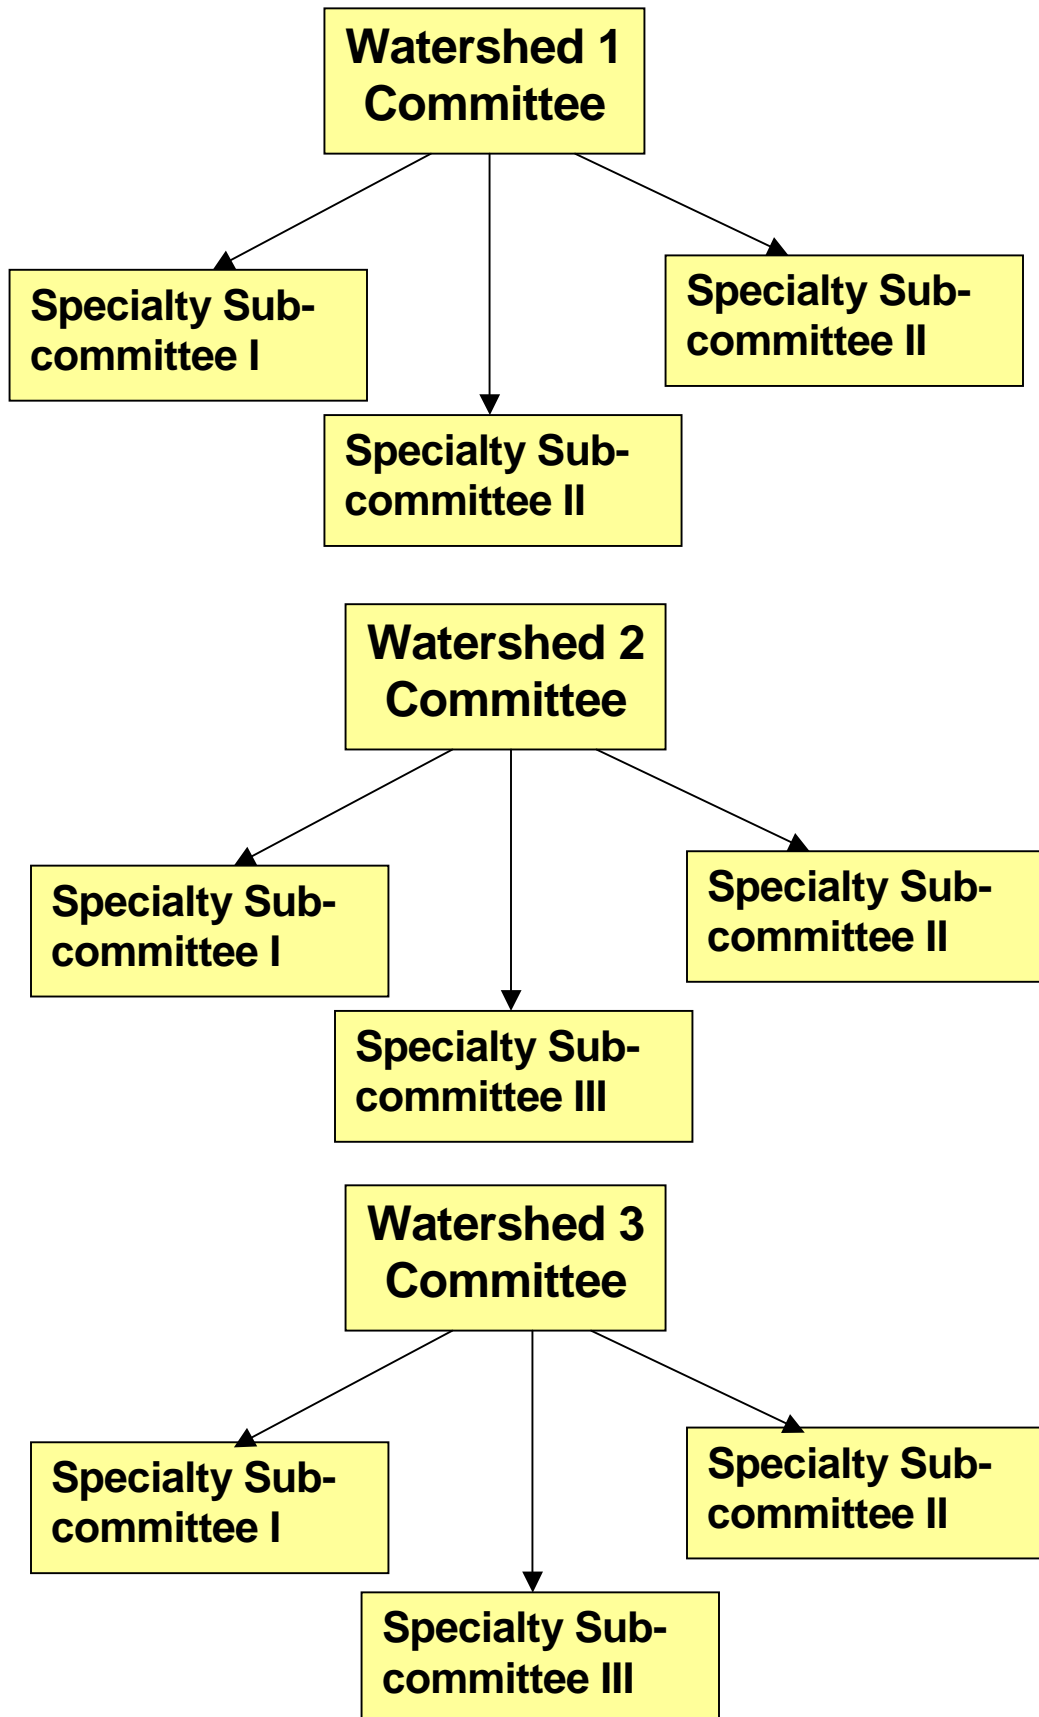 Watershed 1
Committee
Specialty Sub-
committee I
Specialty Sub-
committee II
Specialty Sub-
committee II
Watershed 2
Committee
Specialty Sub-
committee I
Specialty Sub-
committee II
Specialty Sub-
committee III
Watershed 3
Committee
Specialty Sub-
committee I
Specialty Sub-
committee II
Specialty Sub-
committee III